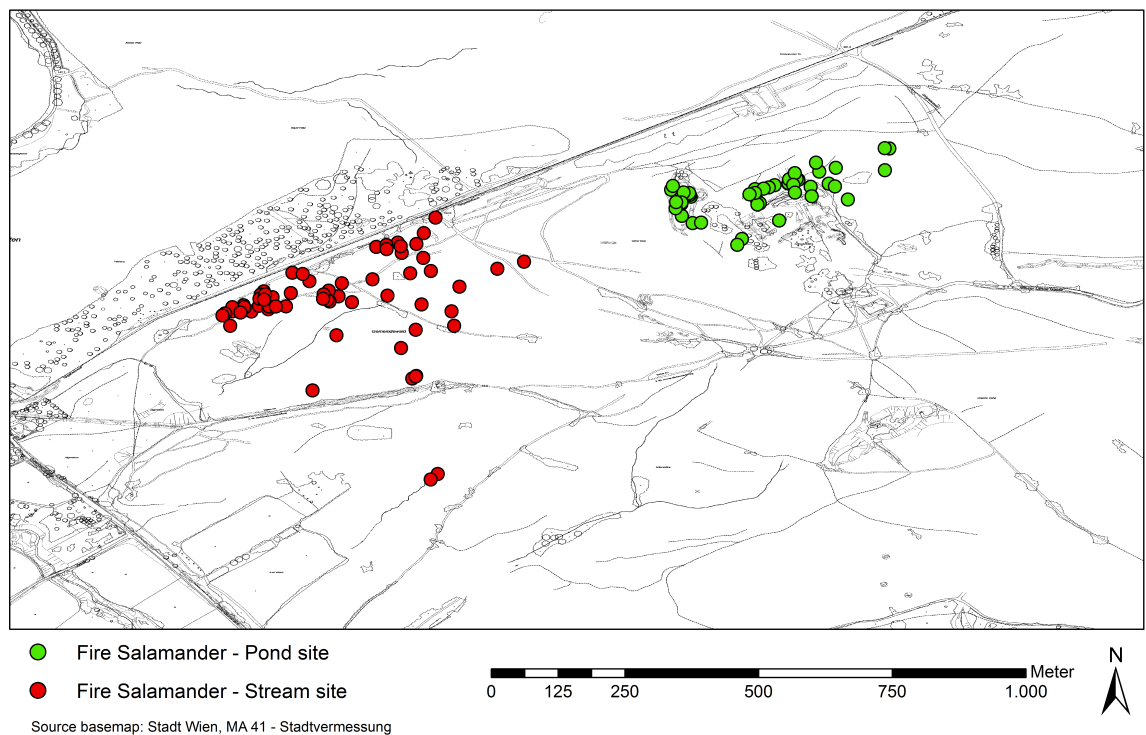 Fire Salamander - Pond site
Fire Salamander - Stream site
Meter
0 125 250 500 750 1.000
N
Source basemap: Stadt Wien, MA 41 - Stadtvermessung